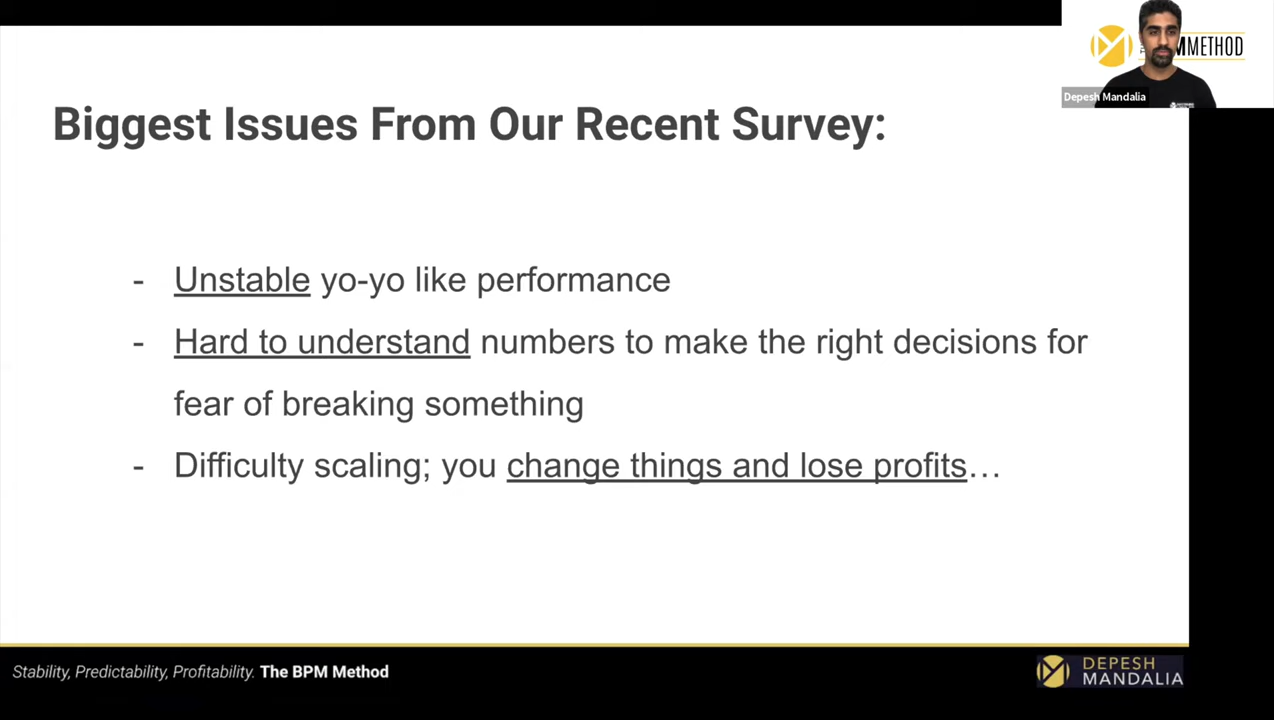 MMETHOD
Depesh Mandalia
Biggest Issues From Our Recent Survey:
- Unstable yo-yo like performance
- Hard to understand numbers to make the right decisions for
fear of breaking something
- Difficulty scaling; you change things and lose profits…
Stability, Predictability, Profitability. The BPM Method
DEPESH
MANDALIA